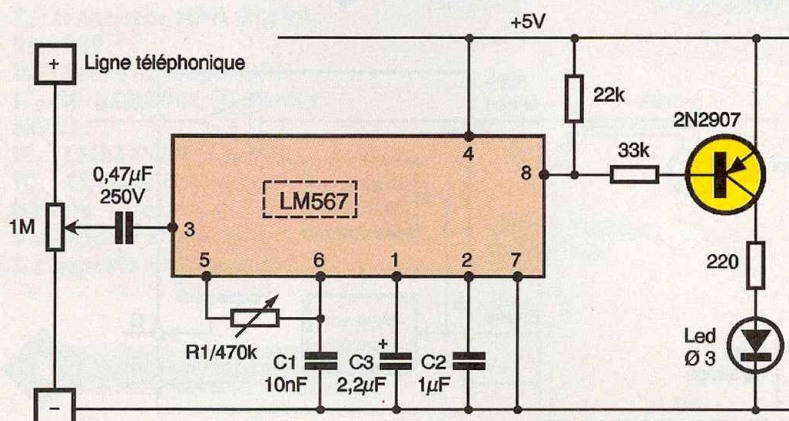 +5V
+
Ligne téléphonique
22k
2N2907
4
8
33k
0,47µF
250V
LM567
1M
3
5
6
1
2
7
220
R1/470k
+
C1
10nF
C3
2,2µF
C2
1µF
Led
Ø 3
−